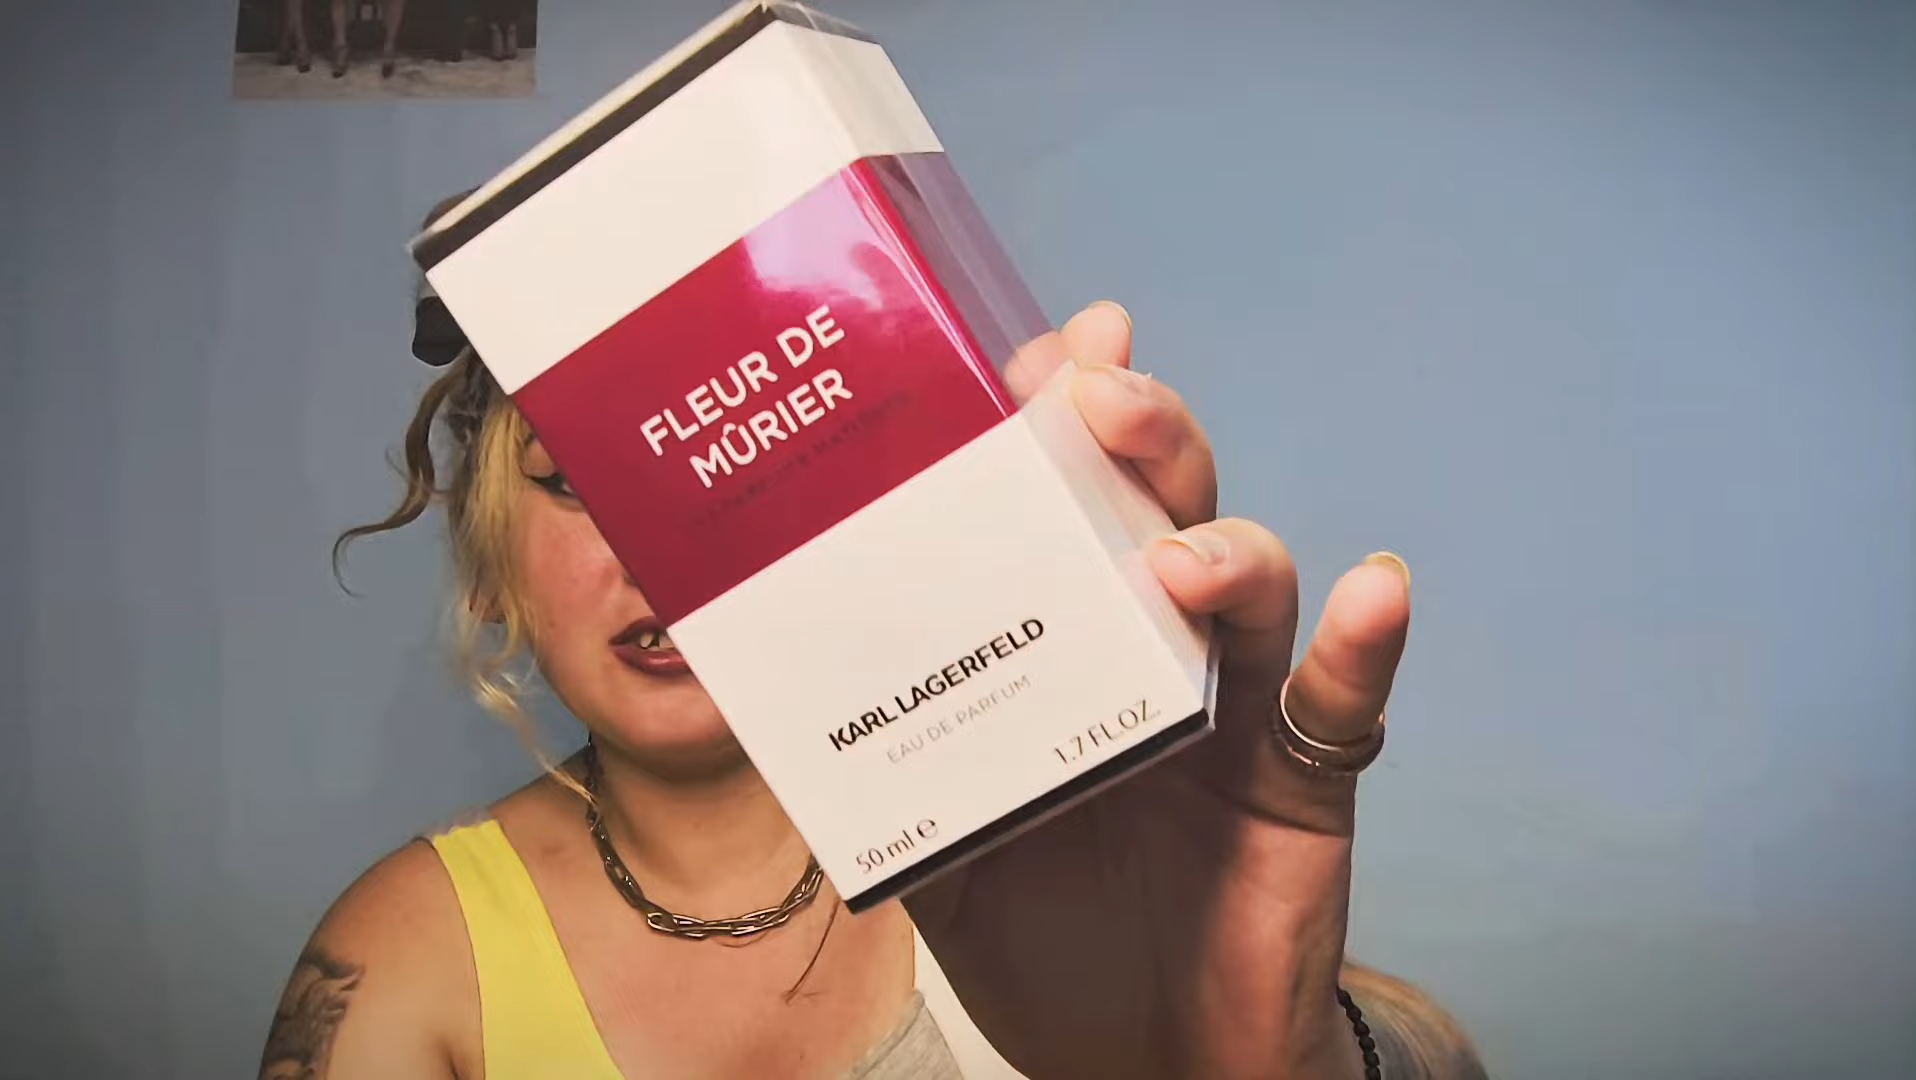 FLEUR DE
MÛRIER
KARL LAGERFELD
EAU DE PARFUM
50 ml ℮
1.7 FL.OZ.